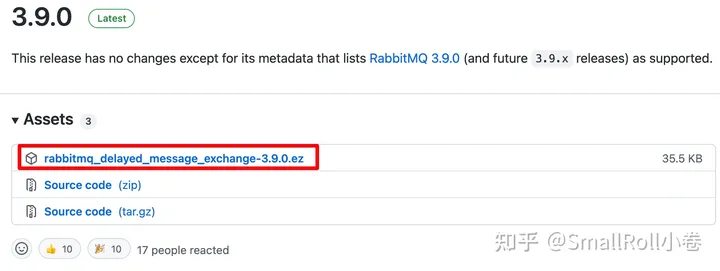 3.9.0 Latest
This release has no changes except for its metadata that lists RabbitMQ 3.9.0 (and future 3.9.x releases) as supported.
Assets 3
rabbitmq_delayed_message_exchange-3.9.0.ez 35.5 KB
Source code (zip)
Source code (tar.gz)
👍 10 🎉 10 17 people reacted
知乎 @SmallRoll小卷